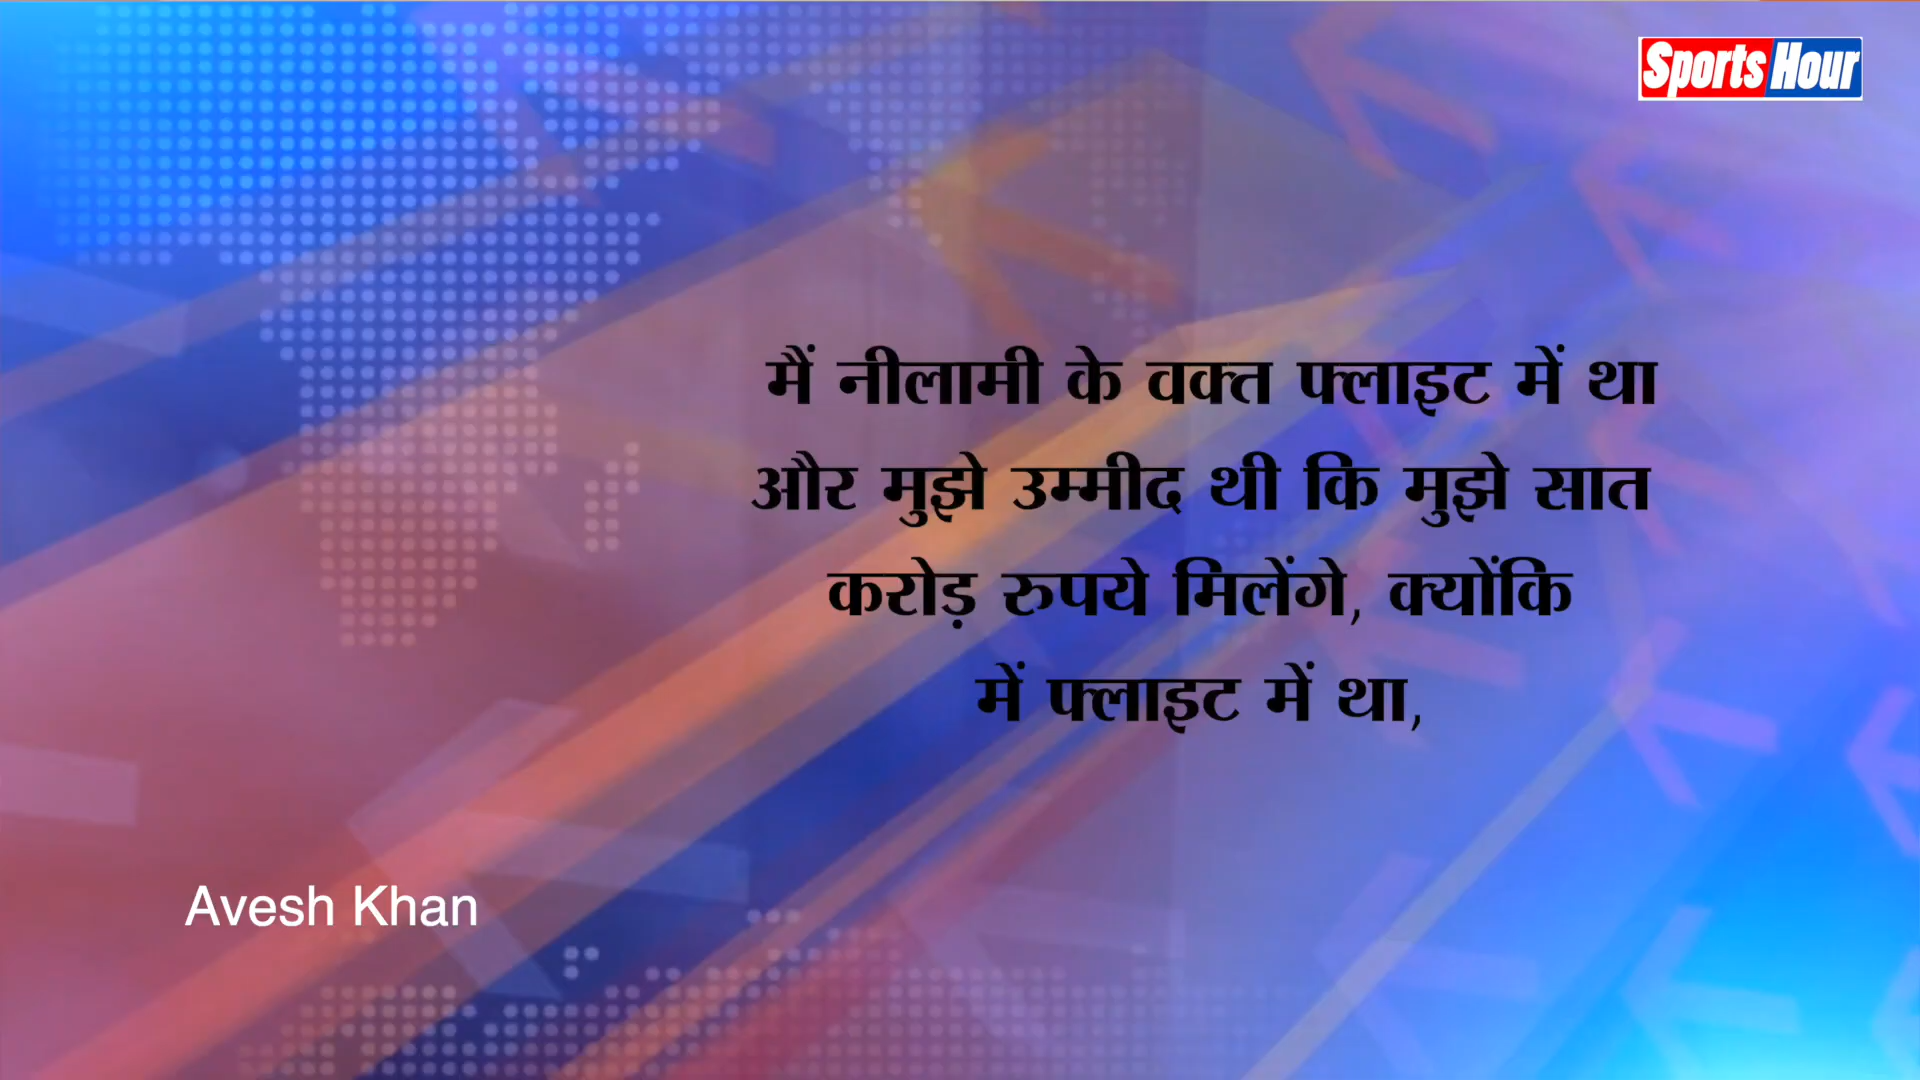 Sports Hour
मैं नीलामी के वक्त फ्लाइट में था
और मुझे उम्मीद थी कि मुझे सात
करोड़ रुपये मिलेंगे, क्योंकि
में फ्लाइट में था,
Avesh Khan